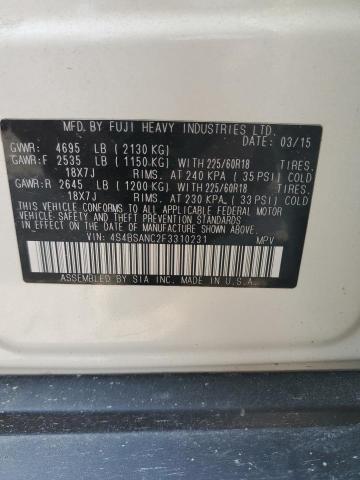 MFD. BY FUJI HEAVY INDUSTRIES LTD.
GVWR: 4695 LB (2130 KG) DATE: 03/15
GAWR:F 2535 LB (1150 KG) WITH 225/60R18 TIRES.
18X7J RIMS. AT 240 KPA ( 35 PSI) COLD
GAWR:R 2645 LB (1200 KG) WITH 225/60R18 TIRES.
18X7J RIMS. AT 230 KPA ( 33 PSI) COLD
THIS VEHICLE CONFORMS TO ALL APPLICABLE FEDERAL MOTOR
VEHICLE SAFETY AND THEFT PREVENTION STANDARDS IN
EFFECT ON THE DATE OF MANUFACTURE SHOWN ABOVE.
VIN: 4S4BSANC2F3310231 MPV
ASSEMBLED BY SIA INC. MADE IN U.S.A.